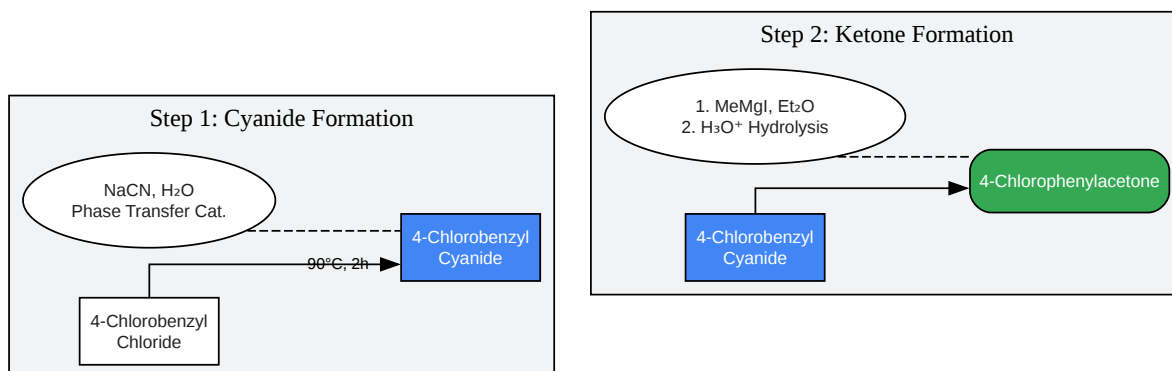 Step 1: Cyanide Formation
NaCN, H₂O
Phase Transfer Cat.
4-Chlorobenzyl
Cyanide
90°C, 2h
4-Chlorobenzyl
Chloride
Step 2: Ketone Formation
1. MeMgI, Et₂O
2. H₃O⁺ Hydrolysis
4-Chlorophenylacetone
4-Chlorobenzyl
Cyanide